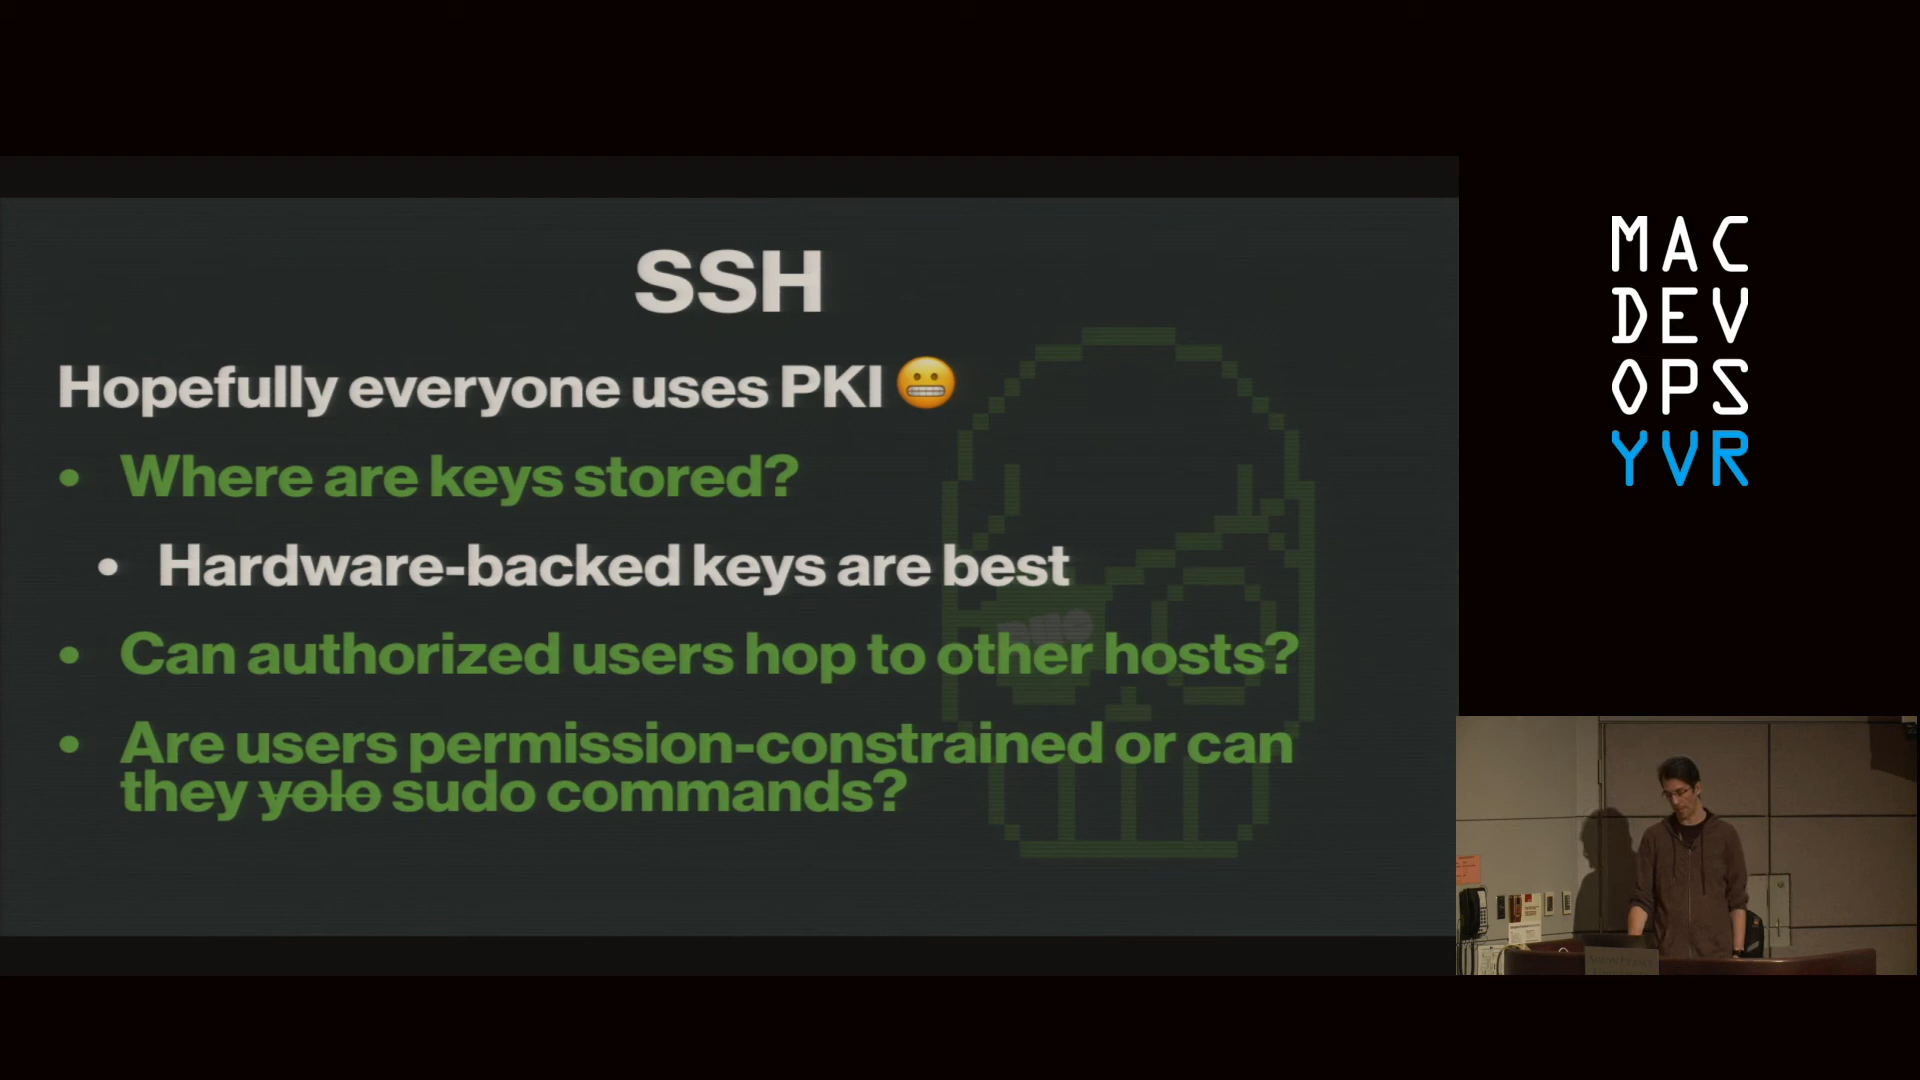 SSH
Hopefully everyone uses PKI 😬
• Where are keys stored?
• Hardware-backed keys are best
• Can authorized users hop to other hosts?
• Are users permission-constrained or can
they yolo sudo commands?
MAC
DEV
OPS
YVR